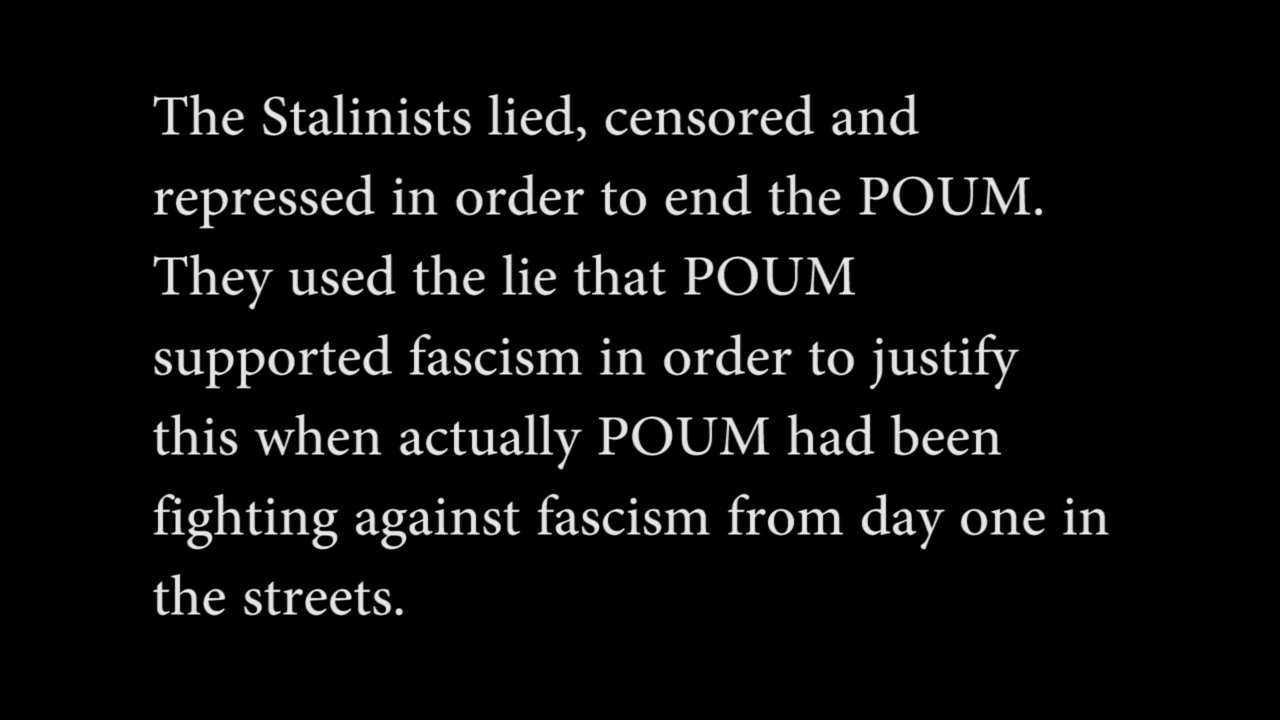 The Stalinists lied, censored and
repressed in order to end the POUM.
They used the lie that POUM
supported fascism in order to justify
this when actually POUM had been
fighting against fascism from day one in
the streets.